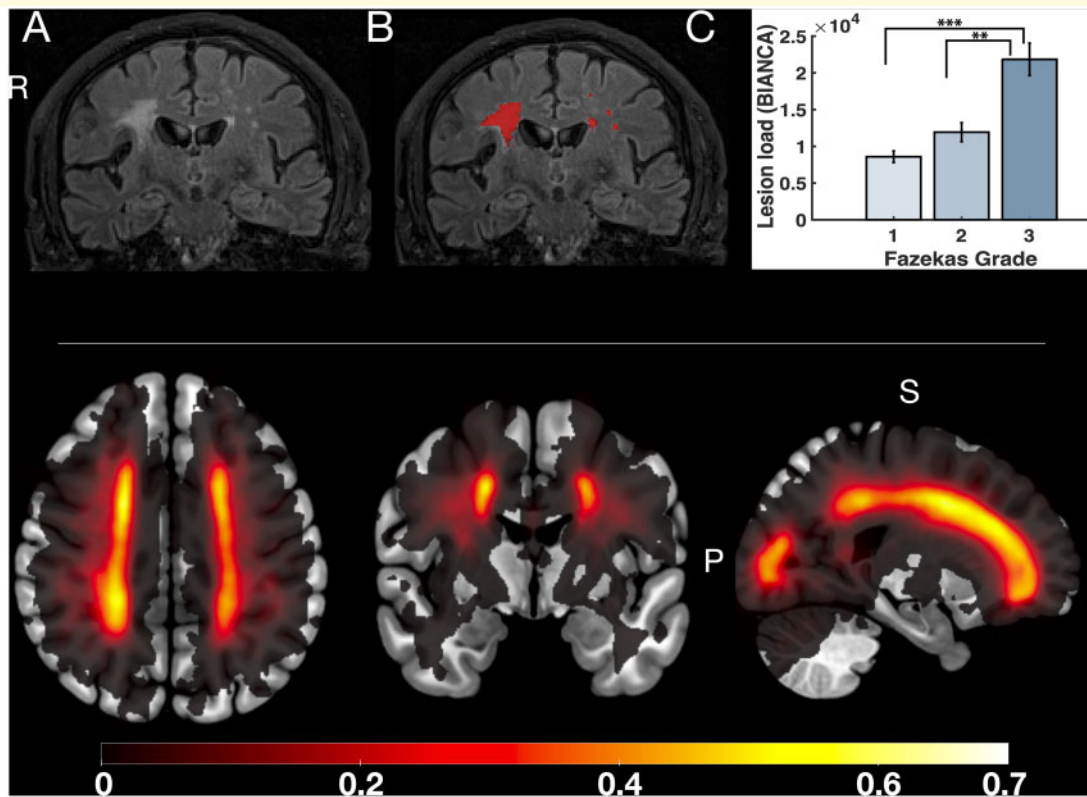 A
B
C
R
×10⁴
Lesion load (BIANCA)
2.5
2
1.5
1
0.5
0
***
**
1 2 3
Fazekas Grade
S
P
0 0.2 0.4 0.6 0.7